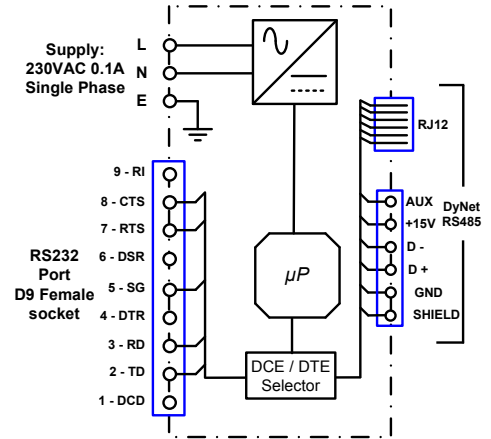 Supply:
230VAC 0.1A
Single Phase
L
N
E
RJ12
9 - RI
8 - CTS
7 - RTS
6 - DSR
5 - SG
4 - DTR
3 - RD
2 - TD
1 - DCD
RS232
Port
D9 Female
socket
µP
DCE / DTE
Selector
AUX
+15V
D -
D +
GND
SHIELD
DyNet
RS485